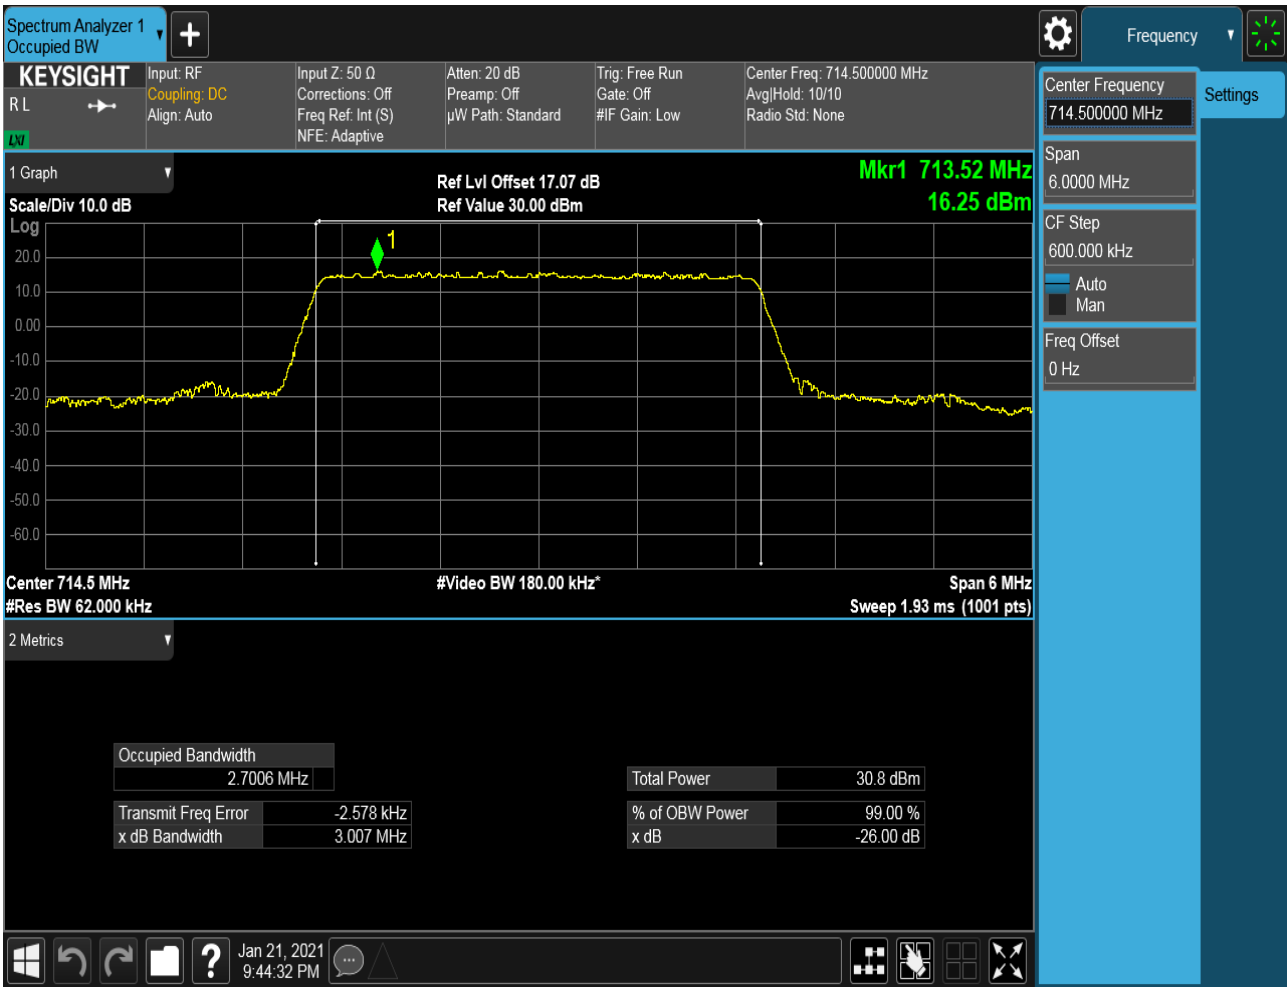 Spectrum Analyzer 1
Occupied BW
Frequency
KEYSIGHT
R L
LXI
Input: RF
Coupling: DC
Align: Auto
Input Z: 50 Ω
Corrections: Off
Freq Ref: Int (S)
NFE: Adaptive
Atten: 20 dB
Preamp: Off
µW Path: Standard
Trig: Free Run
Gate: Off
#IF Gain: Low
Center Freq: 714.500000 MHz
Avg|Hold: 10/10
Radio Std: None
Center Frequency
714.500000 MHz
Settings
Span
6.0000 MHz
CF Step
600.000 kHz
Auto
Man
Freq Offset
0 Hz
1 Graph
Scale/Div 10.0 dB
Ref Lvl Offset 17.07 dB
Ref Value 30.00 dBm
Mkr1 713.52 MHz
16.25 dBm
Log
1
20.0
10.0
0.00
-10.0
-20.0
-30.0
-40.0
-50.0
-60.0
Center 714.5 MHz
#Video BW 180.00 kHz*
Span 6 MHz
#Res BW 62.000 kHz
Sweep 1.93 ms (1001 pts)
2 Metrics
Occupied Bandwidth
2.7006 MHz
Total Power 30.8 dBm
Transmit Freq Error -2.578 kHz
% of OBW Power 99.00 %
x dB Bandwidth 3.007 MHz
x dB -26.00 dB
?
Jan 21, 2021
9:44:32 PM